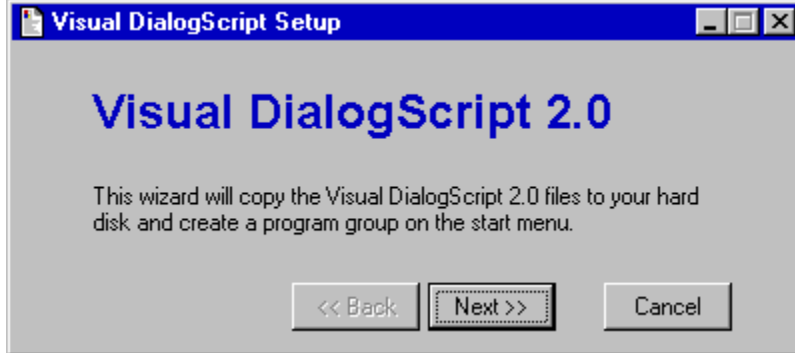 Visual DialogScript Setup
Visual DialogScript 2.0
This wizard will copy the Visual DialogScript 2.0 files to your hard
disk and create a program group on the start menu.
<< Back Next >> Cancel